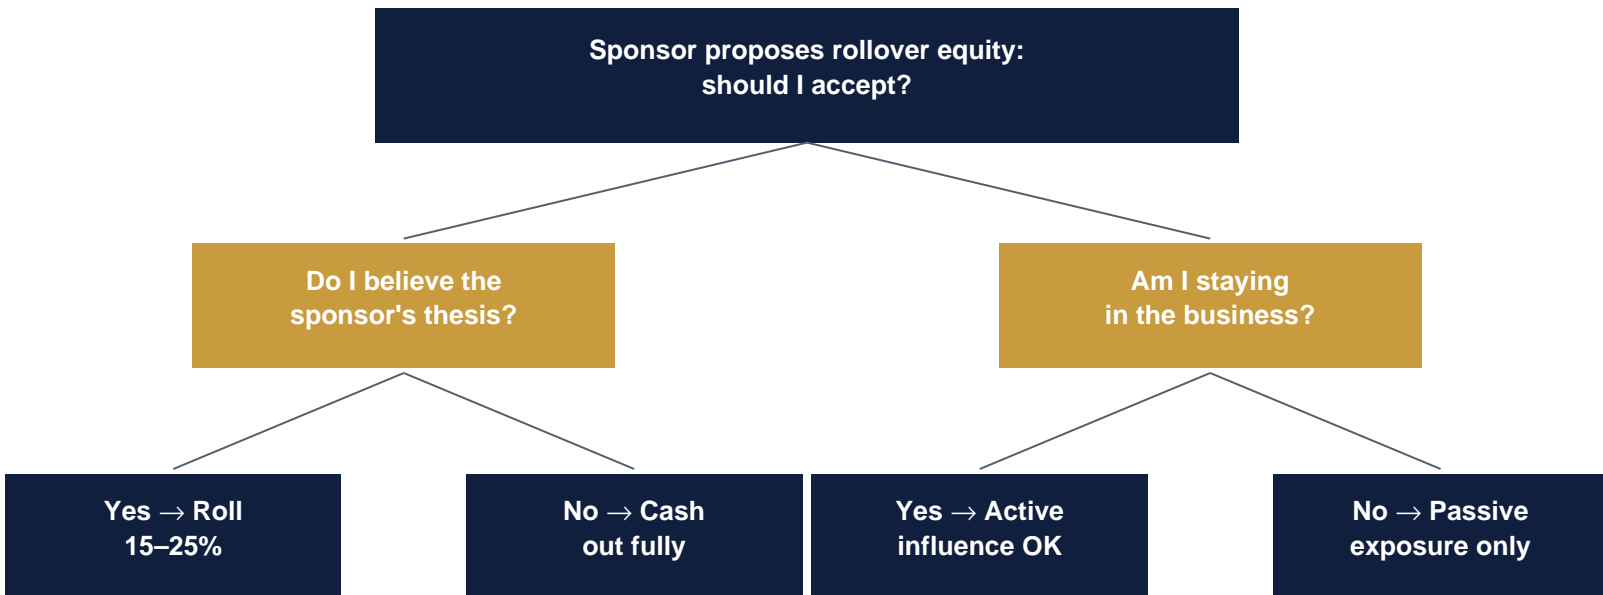 Sponsor proposes rollover equity:
should I accept?
Do I believe the
sponsor's thesis?
Am I staying
in the business?
Yes → Roll
15–25%
No → Cash
out fully
Yes → Active
influence OK
No → Passive
exposure only